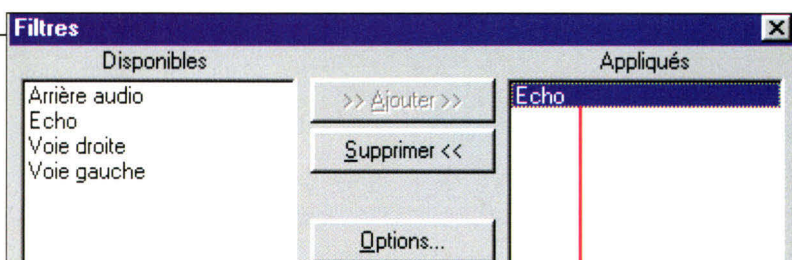 Filtres
Disponibles
Appliqués
Arrière audio
Echo
Voie droite
Voie gauche
>> Ajouter >>
Supprimer <<
Options...
Echo